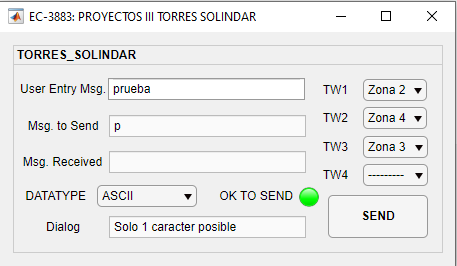 EC-3883: PROYECTOS III TORRES SOLINDAR
TORRES_SOLINDAR
User Entry Msg. prueba
TW1 Zona 2
Msg. to Send p
TW2 Zona 4
TW3 Zona 3
Msg. Received
TW4 ---------
DATATYPE ASCII OK TO SEND
SEND
Dialog Solo 1 caracter posible